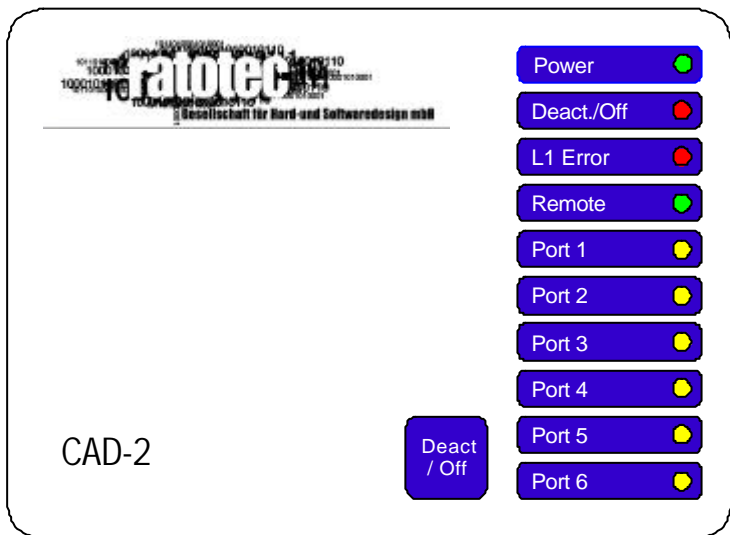 ratotec
Gesellschaft für Hard-und Softwaredesign mbH
Power
Deact./Off
L1 Error
Remote
Port 1
Port 2
Port 3
Port 4
Port 5
Port 6
Deact
/ Off
CAD-2